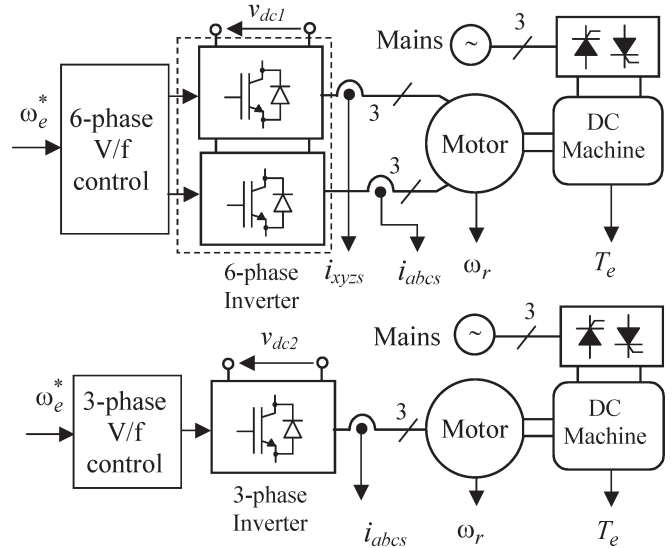 v_dc1
3
Mains
~
ω_e^*
6-phase
V/f
control
3
Motor
DC
Machine
3
6-phase
Inverter
i_xyzs
i_abcs
ω_r
T_e
v_dc2
3
Mains
~
ω_e^*
3-phase
V/f
control
3
Motor
DC
Machine
3-phase
Inverter
i_abcs
ω_r
T_e